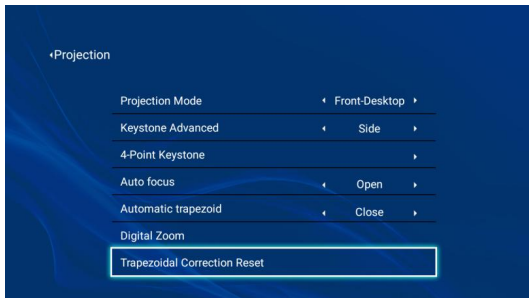 Projection
Projection Mode Front-Desktop
Keystone Advanced Side
4-Point Keystone
Auto focus Open
Automatic trapezoid Close
Digital Zoom
Trapezoidal Correction Reset